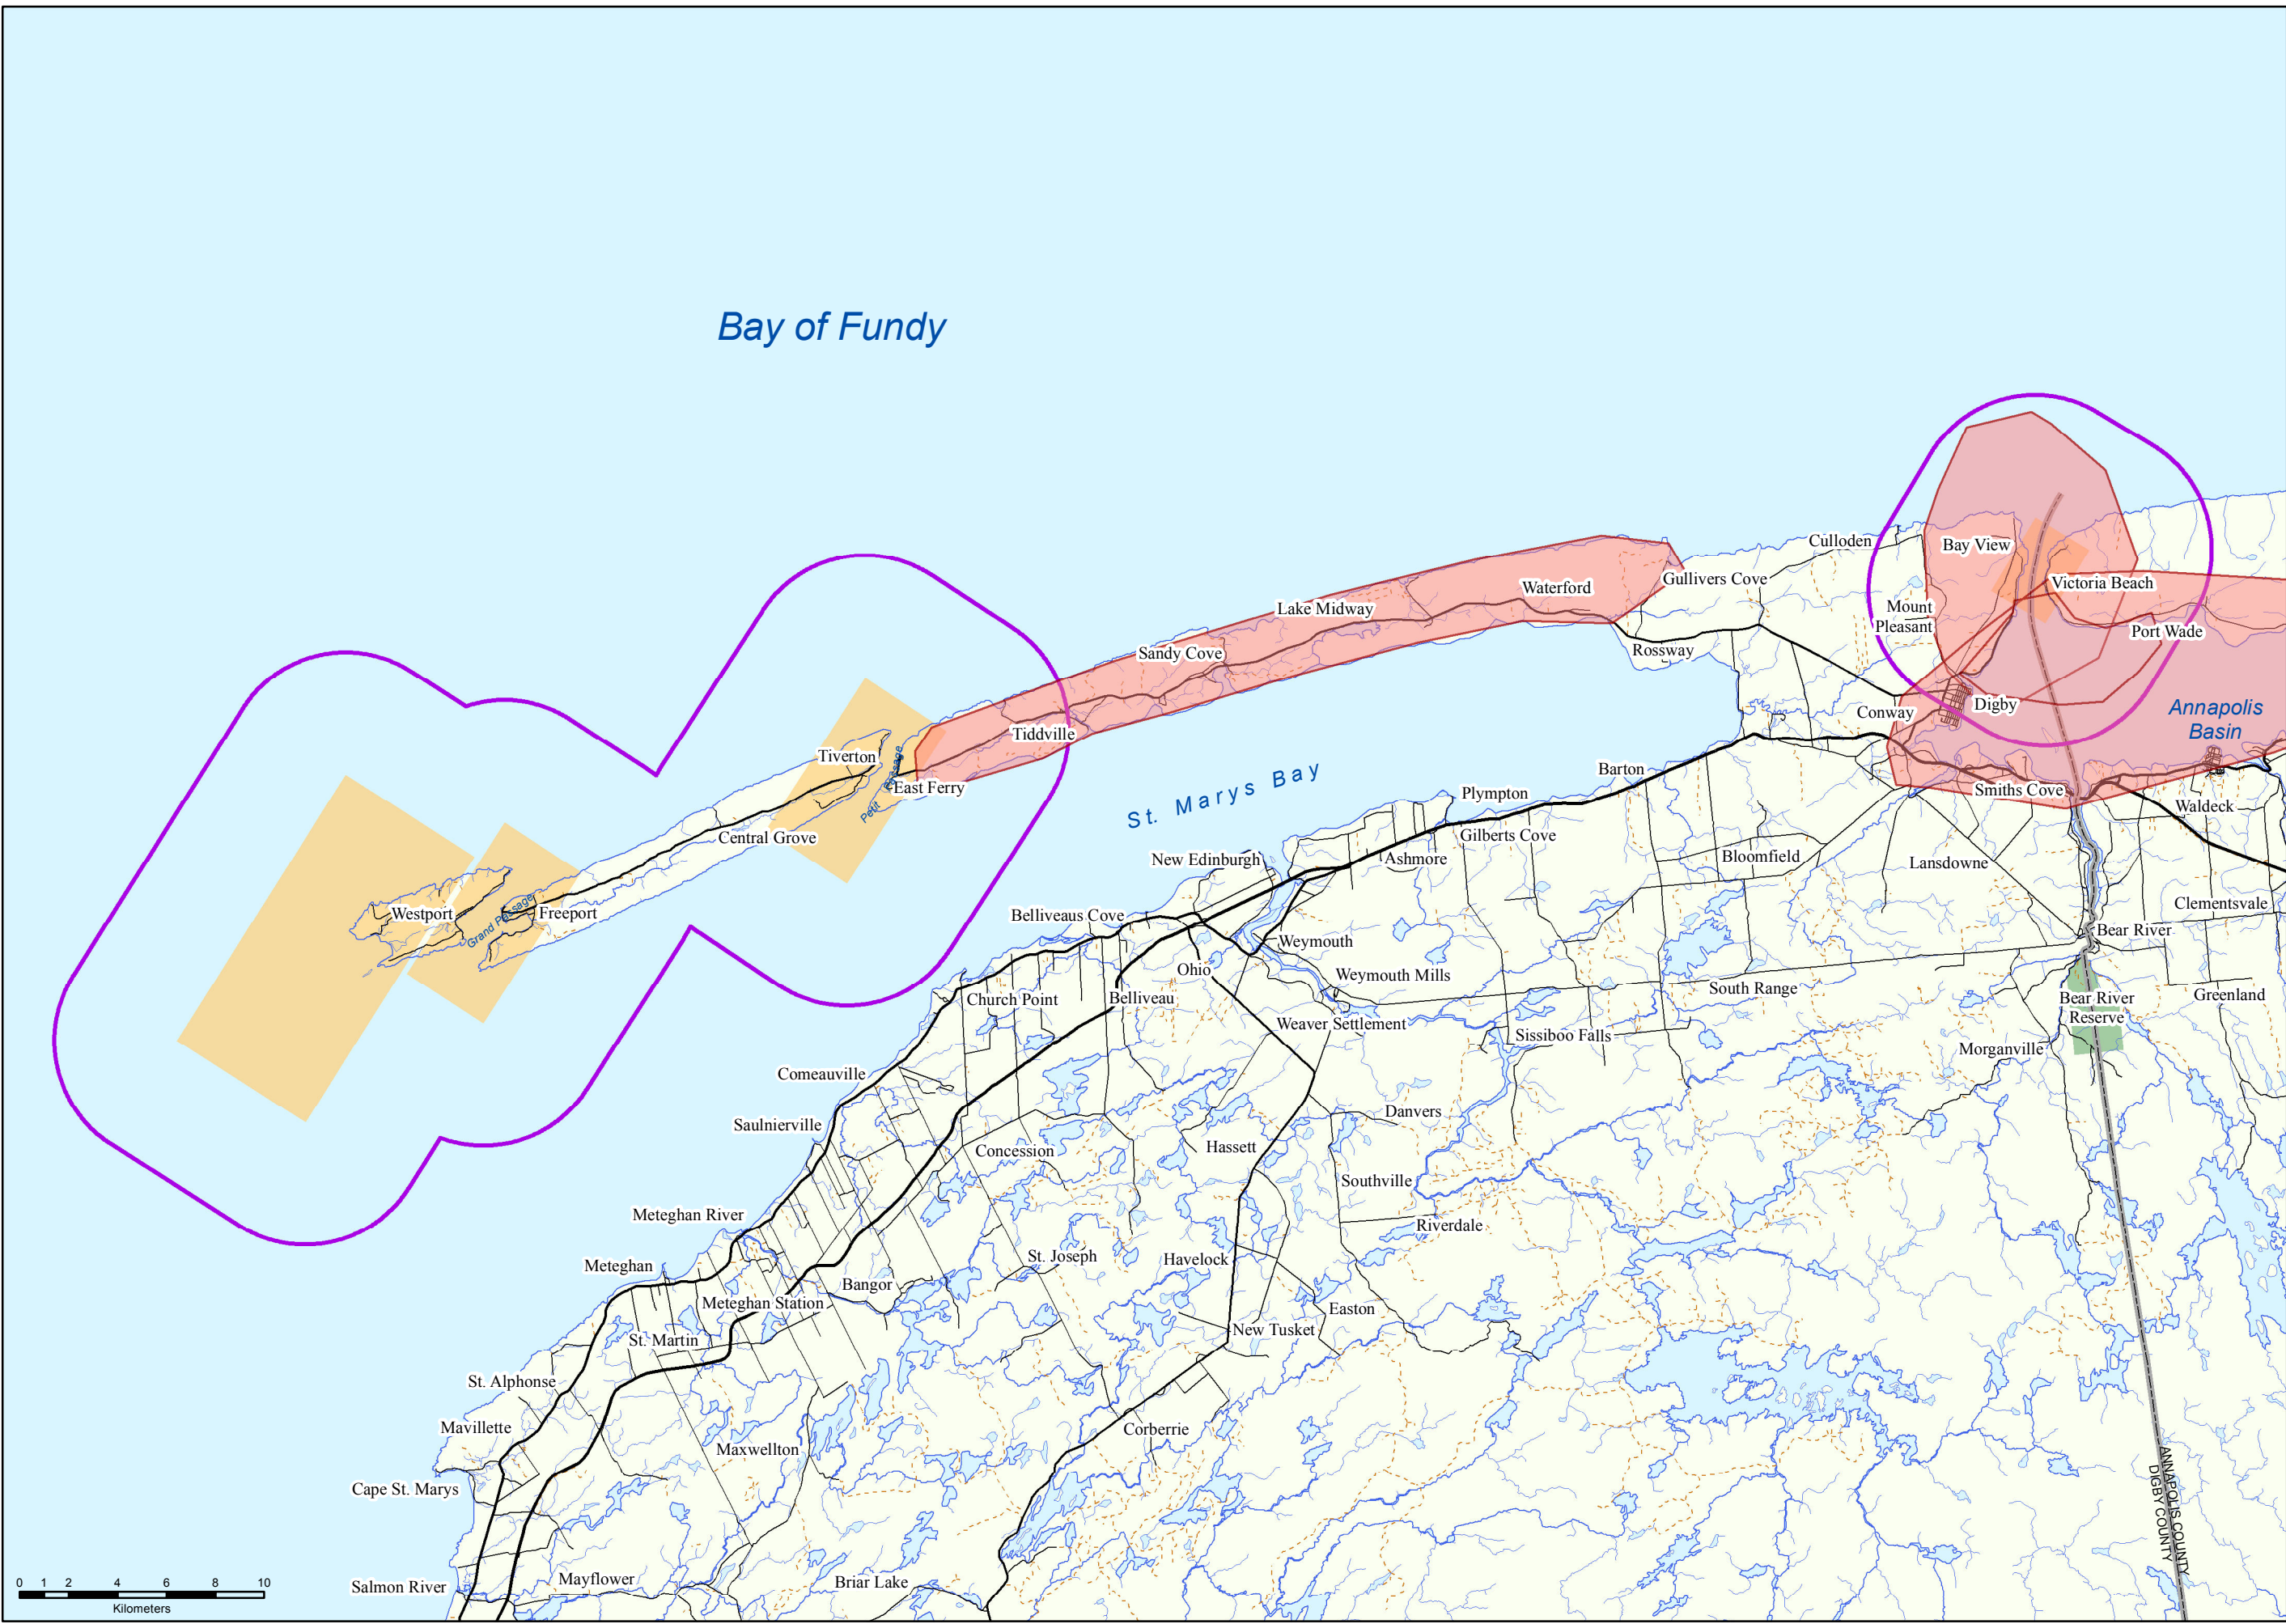 Bay of Fundy
Culloden
Bay View
Gullivers Cove
Victoria Beach
Waterford
Lake Midway
Mount
Pleasant
Port Wade
Rossway
Sandy Cove
Digby
Conway
Annapolis
Basin
Tiddville
Tiverton
Petit Passage
East Ferry
St. Marys Bay
Barton
Smiths Cove
Plympton
Waldeck
Central Grove
Gilberts Cove
New Edinburgh
Ashmore
Bloomfield
Lansdowne
Clementsvale
Westport
Grand Passage
Freeport
Belliveaus Cove
Bear River
Weymouth
Ohio
Weymouth Mills
South Range
Church Point
Belliveau
Bear River
Reserve
Greenland
Weaver Settlement
Sissiboo Falls
Morganville
Comeauville
Danvers
Saulnierville
Hassett
Concession
Southville
Meteghan River
Riverdale
St. Joseph
Havelock
Meteghan
Bangor
Meteghan Station
Easton
New Tusket
St. Martin
St. Alphonse
Mavillette
Corberrie
Maxwellton
Cape St. Marys
ANNAPOLIS COUNTY
DIGBY COUNTY
Salmon River
Mayflower
Briar Lake
0 1 2 4 6 8 10
Kilometers